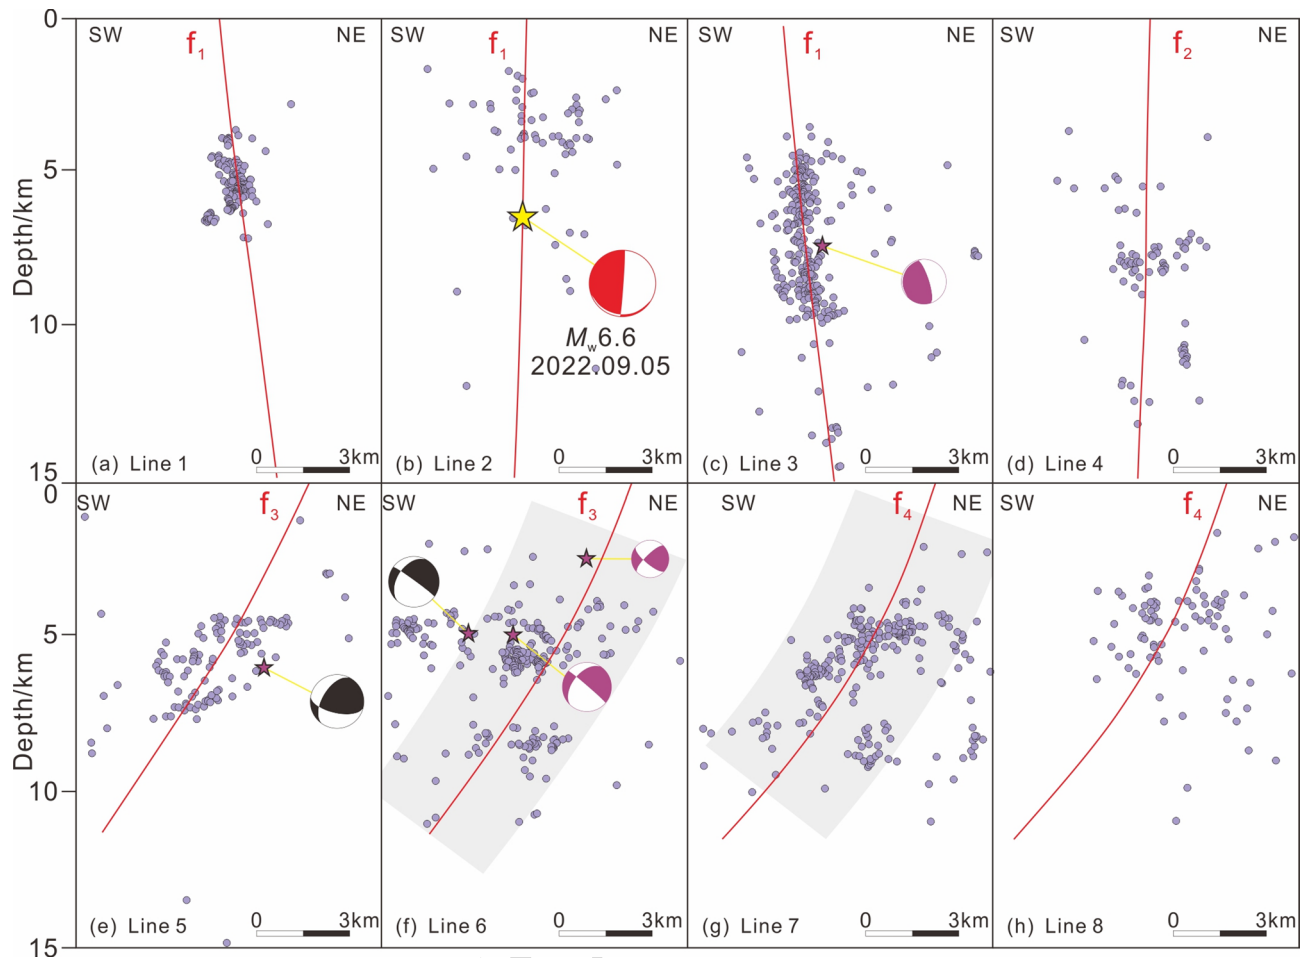 0
5
10
15
Depth/km
SW
f1
NE
0
3km
(a) Line 1
SW
f1
NE
Mw6.6
2022.09.05
0
3km
(b) Line 2
SW
f1
NE
0
3km
(c) Line 3
SW
f2
NE
0
3km
(d) Line 4
0
5
10
15
Depth/km
SW
f3
NE
0
3km
(e) Line 5
SW
f3
NE
0
3km
(f) Line 6
SW
f4
NE
0
3km
(g) Line 7
SW
f4
NE
0
3km
(h) Line 8